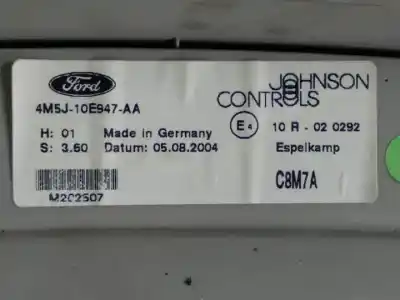 Ford
JOHNSON
CONTROLS
4M5J-10E947-AA
H: 01 Made in Germany
S: 3.60 Datum: 05.08.2004
E4
10 R - 02 0292
Espelkamp
M202507
C8M7A